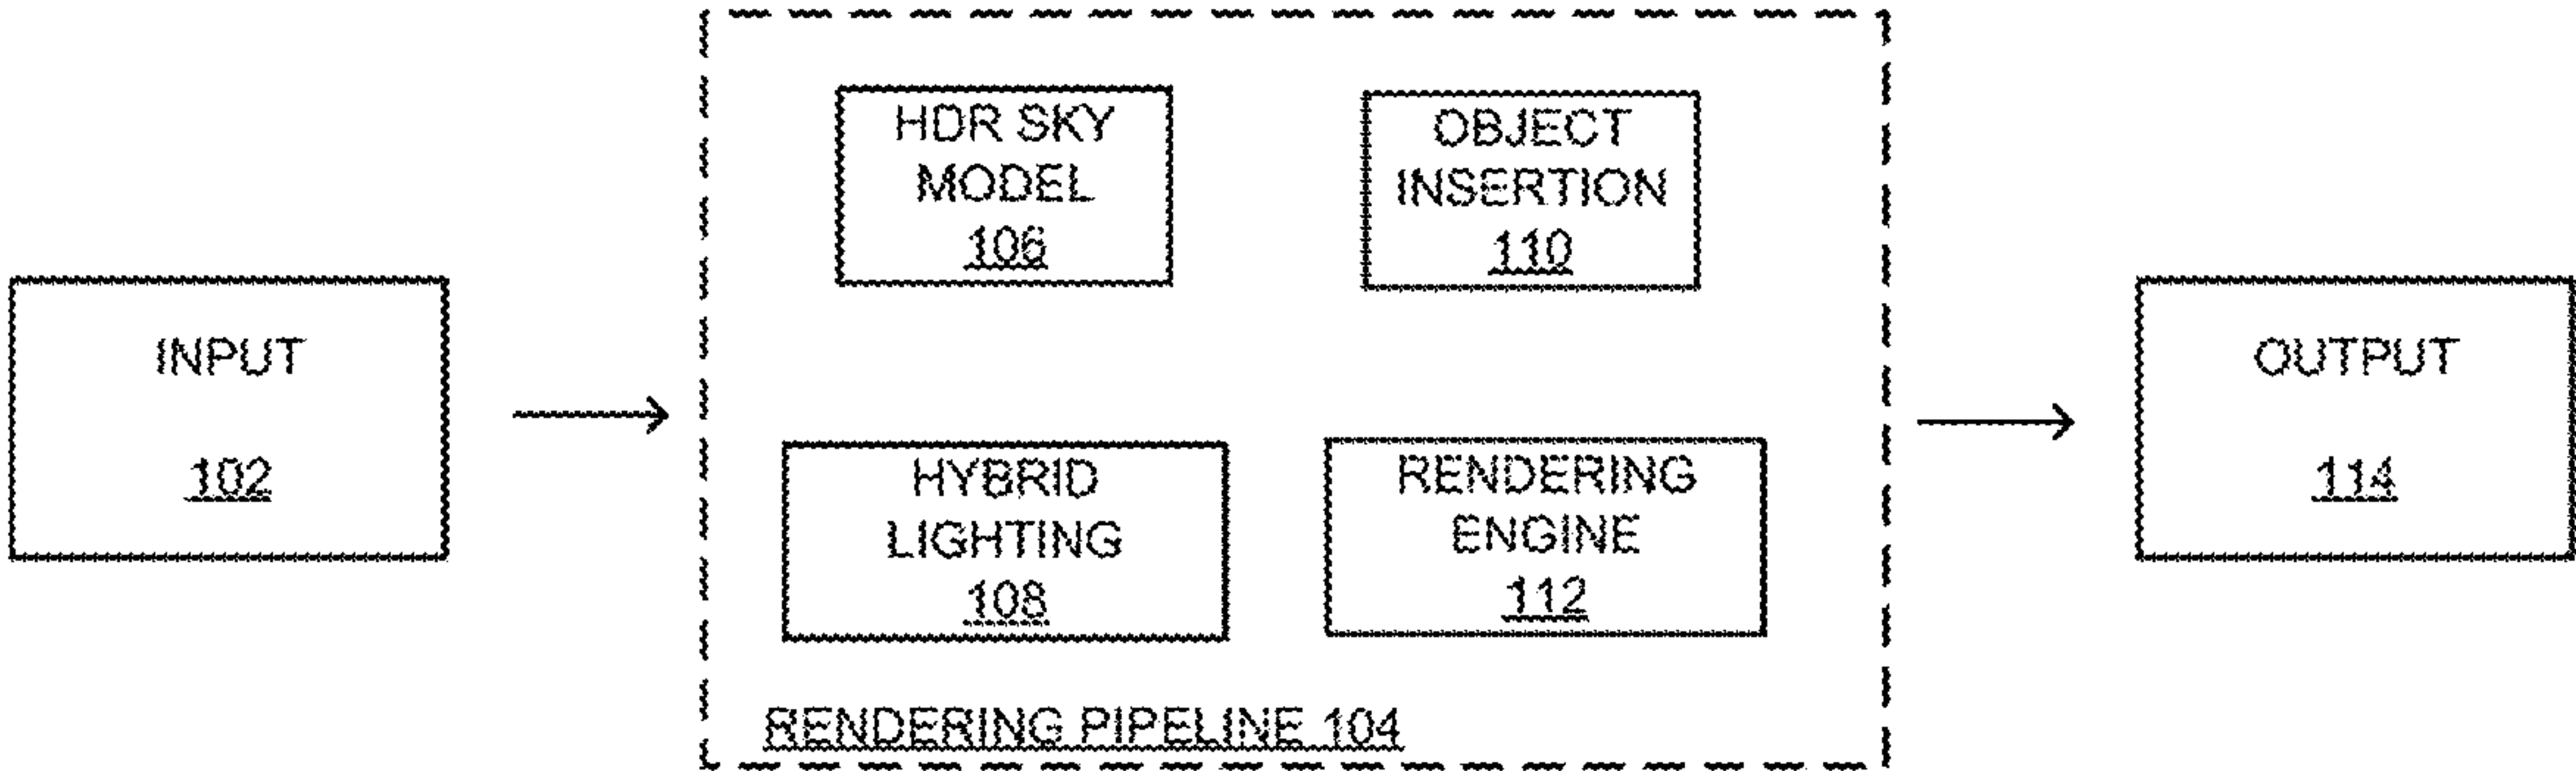 INPUT
102
HDR SKY
MODEL
106
OBJECT
INSERTION
110
HYBRID
LIGHTING
108
RENDERING
ENGINE
112
RENDERING PIPELINE 104
OUTPUT
114